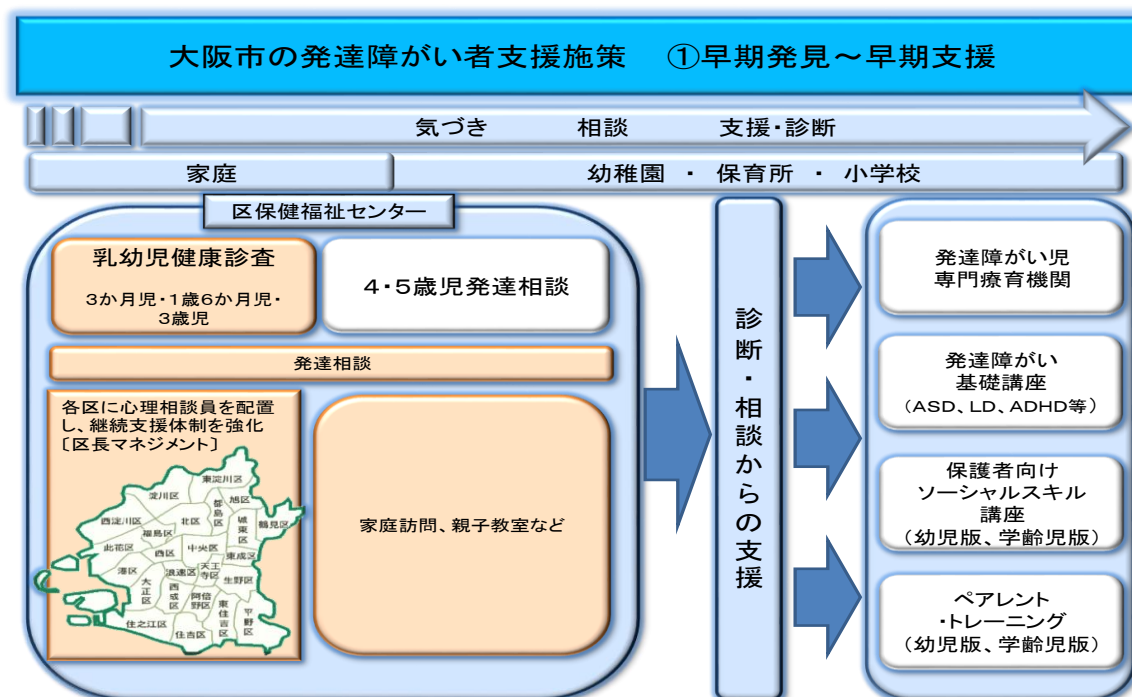 大阪市の発達障がい者支援施策　①早期発見～早期支援
気づき　相談　支援・診断
家庭
幼稚園 ・ 保育所 ・ 小学校
区保健福祉センター
乳幼児健康診査
3か月児・1歳6か月児・
3歳児
4・5歳児発達相談
発達相談
各区に心理相談員を配置
し、継続支援体制を強化
〔区長マネジメント〕
東淀川区
淀川区
旭区
都島区
西淀川区
北区
城東区
鶴見区
福島区
此花区
西区
中央区
東成区
港区
浪速区
天王寺区
大正区
西成区
生野区
阿倍野区
東住吉区
平野区
住之江区
住吉区
家庭訪問、親子教室など
診断・相談からの支援
発達障がい児
専門療育機関
発達障がい
基礎講座
（ASD、LD、ADHD等）
保護者向け
ソーシャルスキル
講座
（幼児版、学齢児版）
ペアレント
・トレーニング
（幼児版、学齢児版）